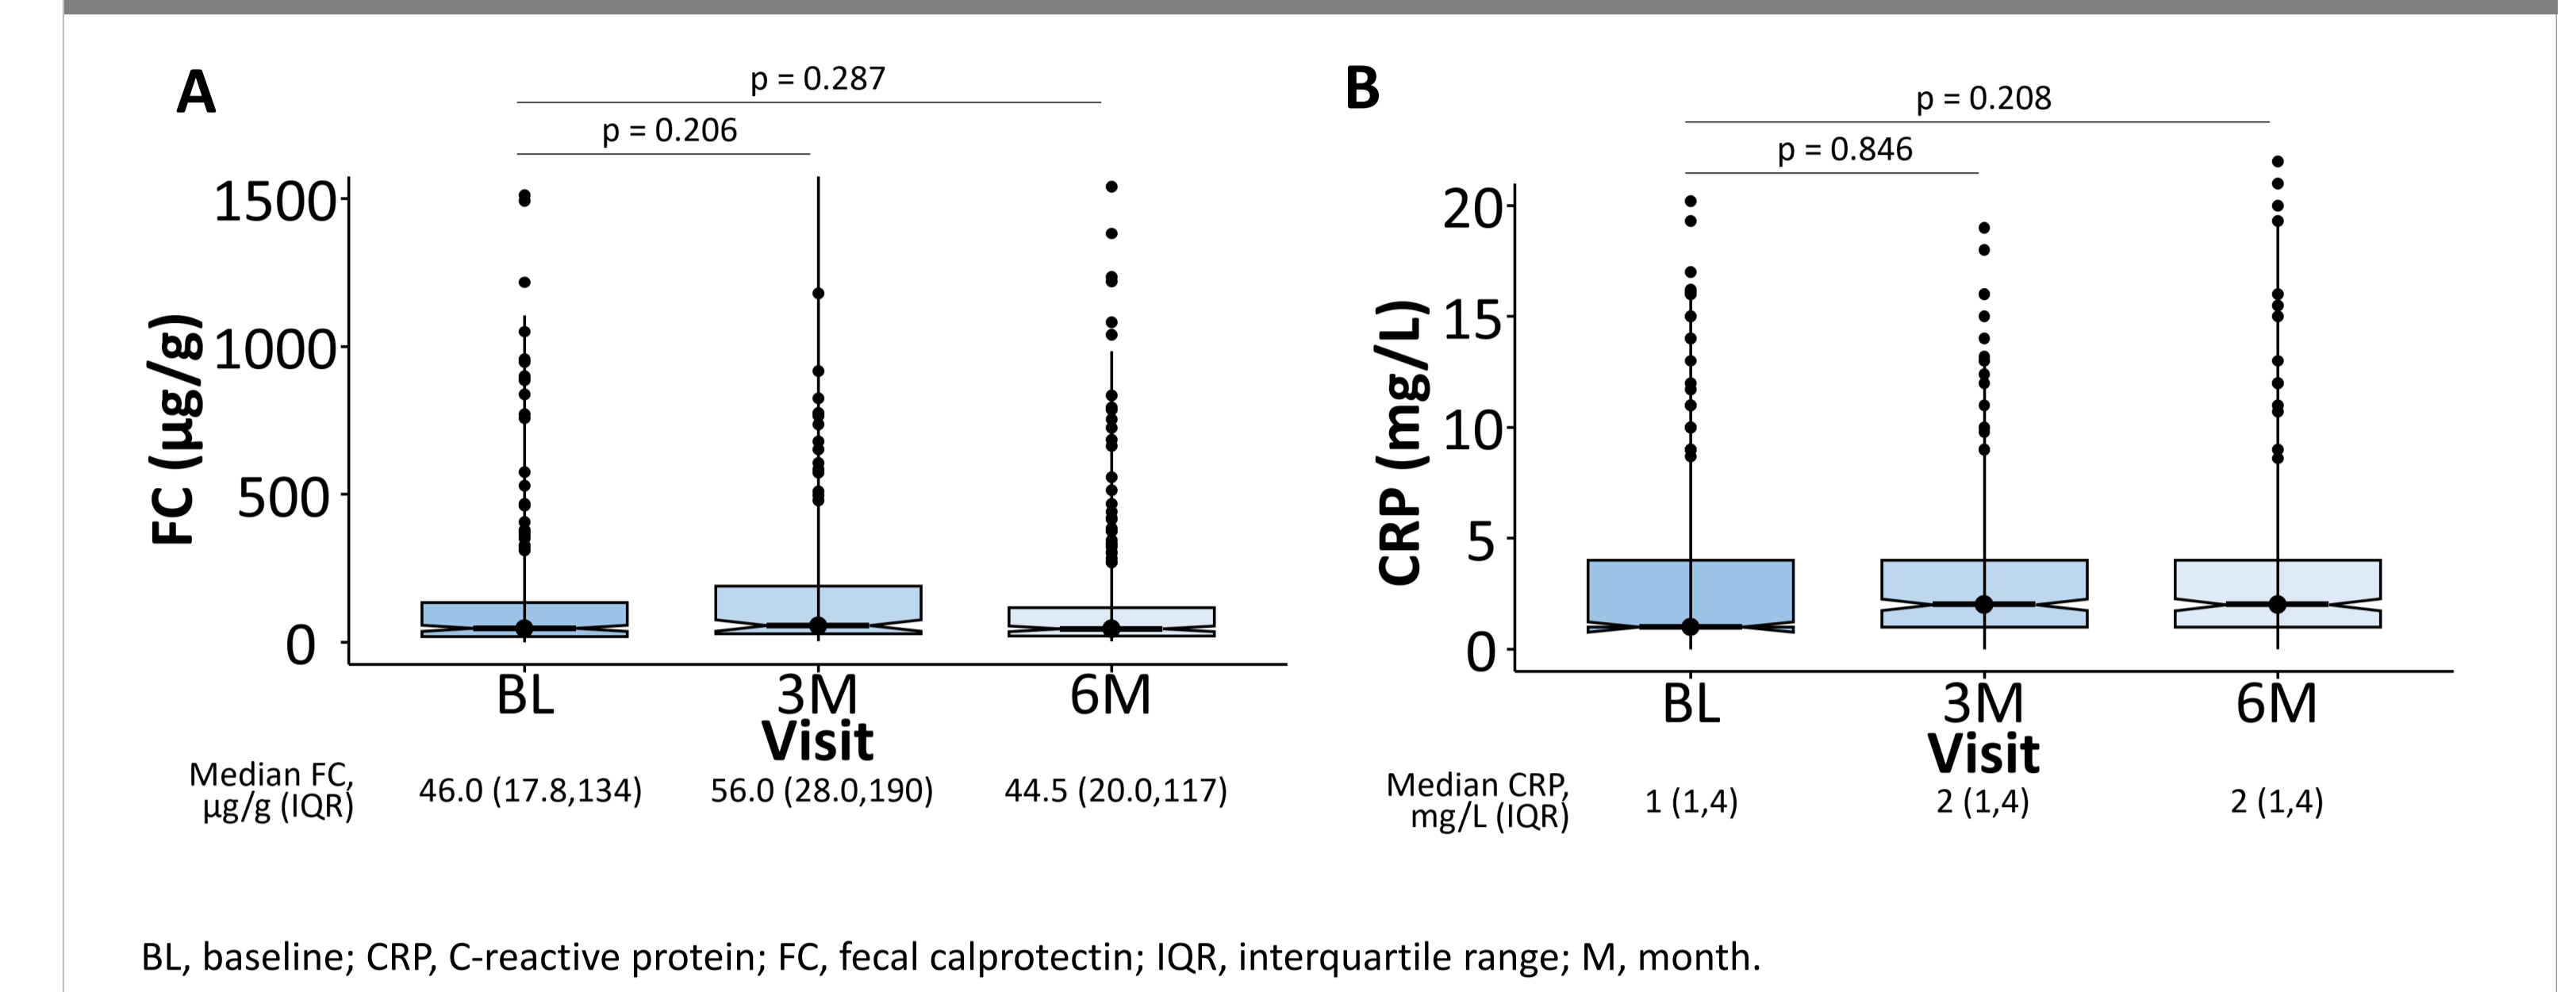 A
p = 0.287
p = 0.206
1500
1000
500
0
FC (µg/g)
BL 3M 6M
Visit
Median FC,
µg/g (IQR)
46.0 (17.8,134) 56.0 (28.0,190) 44.5 (20.0,117)
B
p = 0.208
p = 0.846
20
15
10
5
0
CRP (mg/L)
BL 3M 6M
Visit
Median CRP,
mg/L (IQR)
1 (1,4) 2 (1,4) 2 (1,4)
BL, baseline; CRP, C-reactive protein; FC, fecal calprotectin; IQR, interquartile range; M, month.